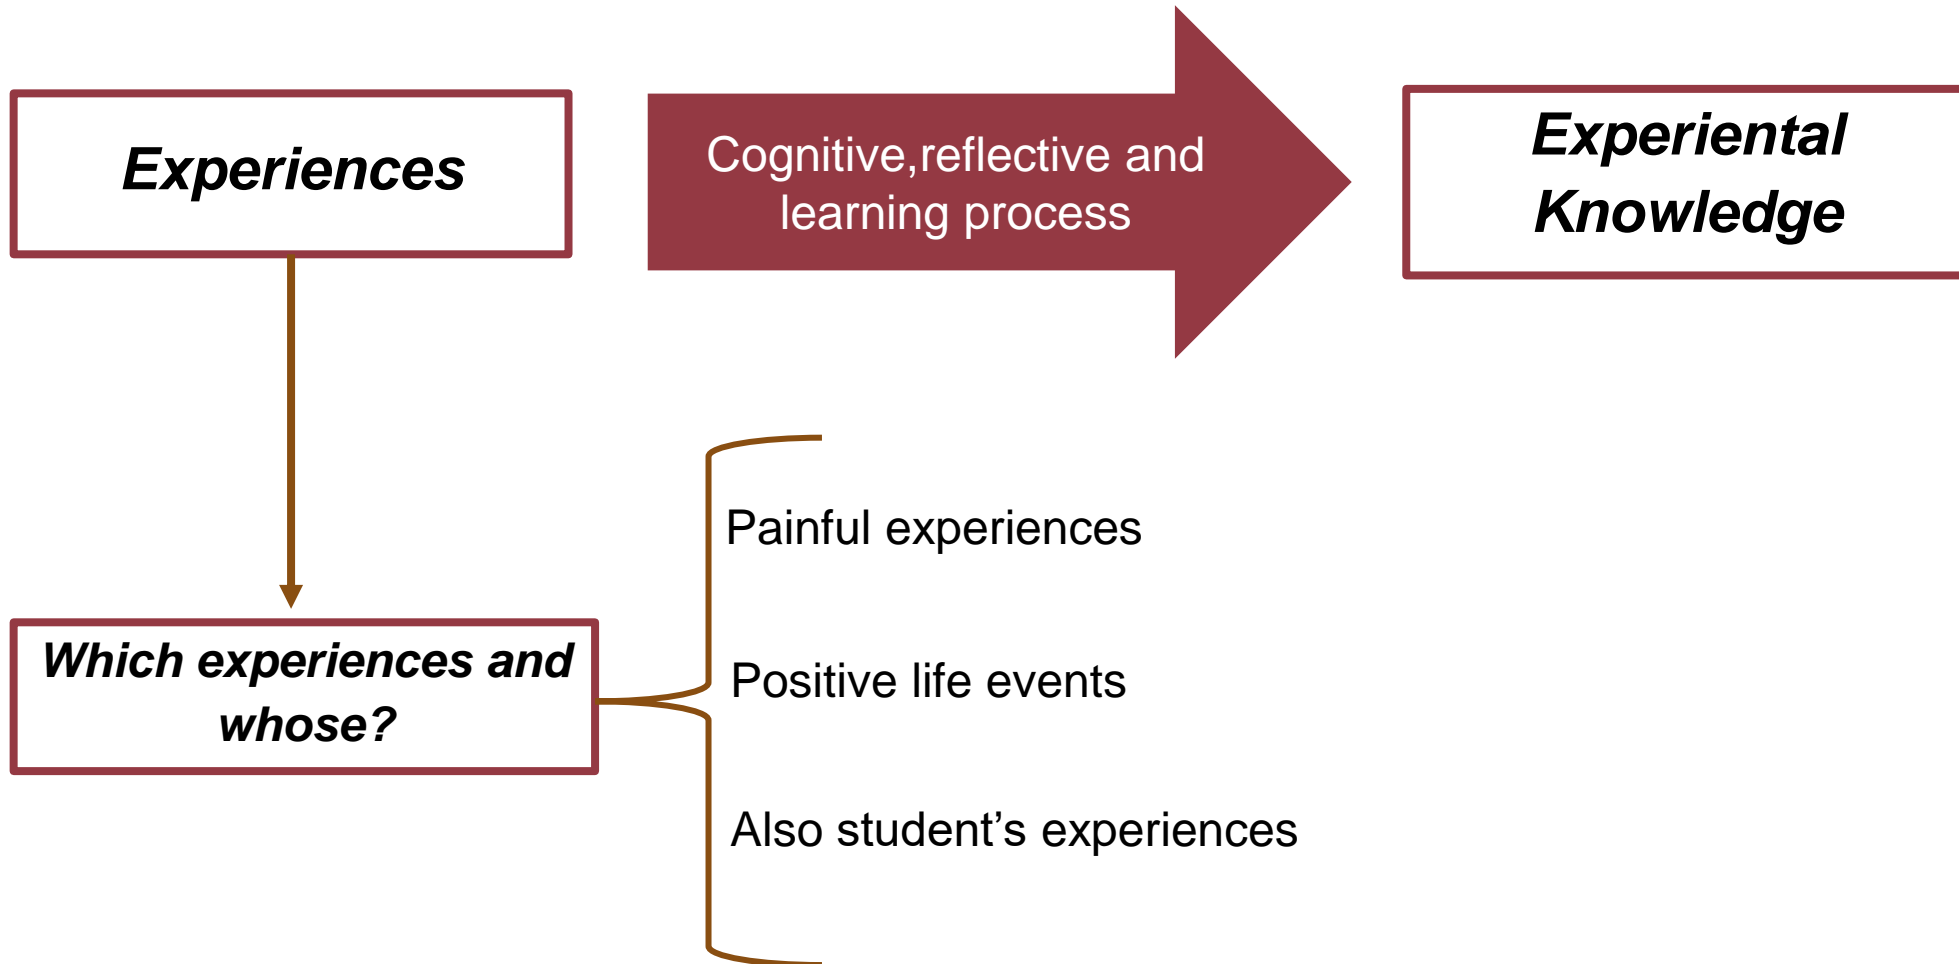 Experiences
Cognitive,reflective and
learning process
Experiental
Knowledge
Which experiences and
whose?
Painful experiences
Positive life events
Also student’s experiences